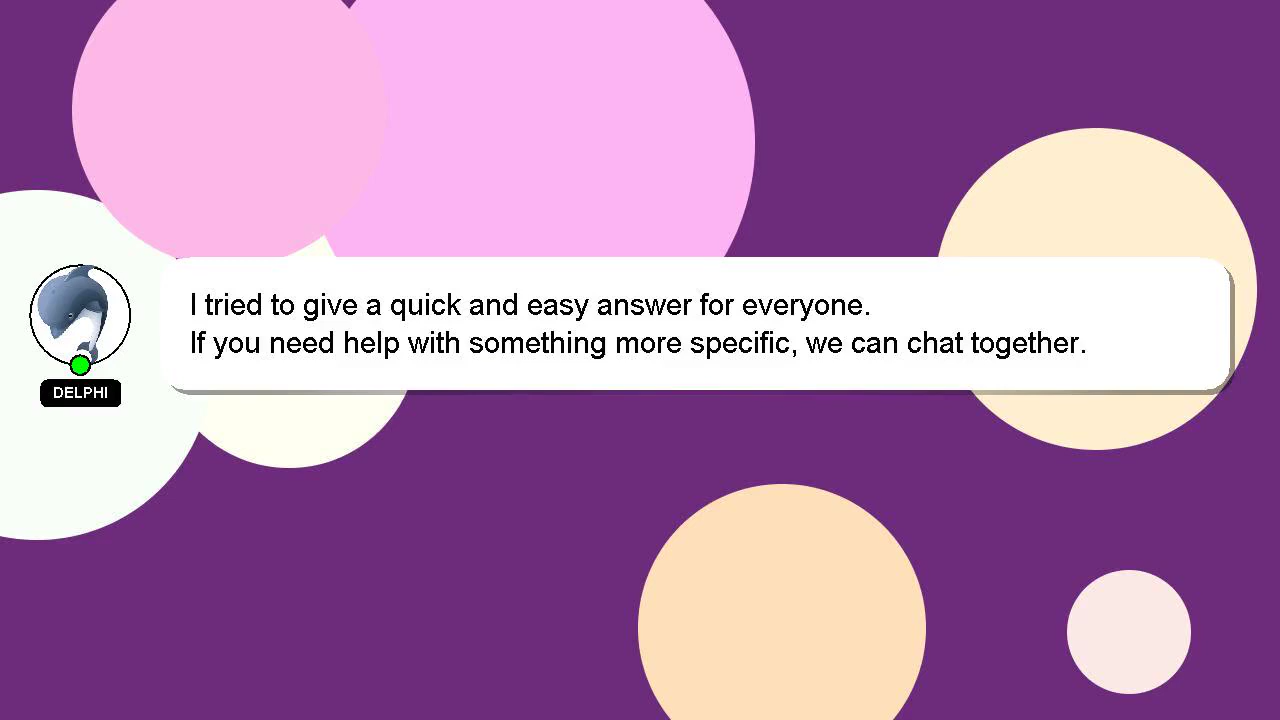 I tried to give a quick and easy answer for everyone.
If you need help with something more specific, we can chat together.
DELPHI